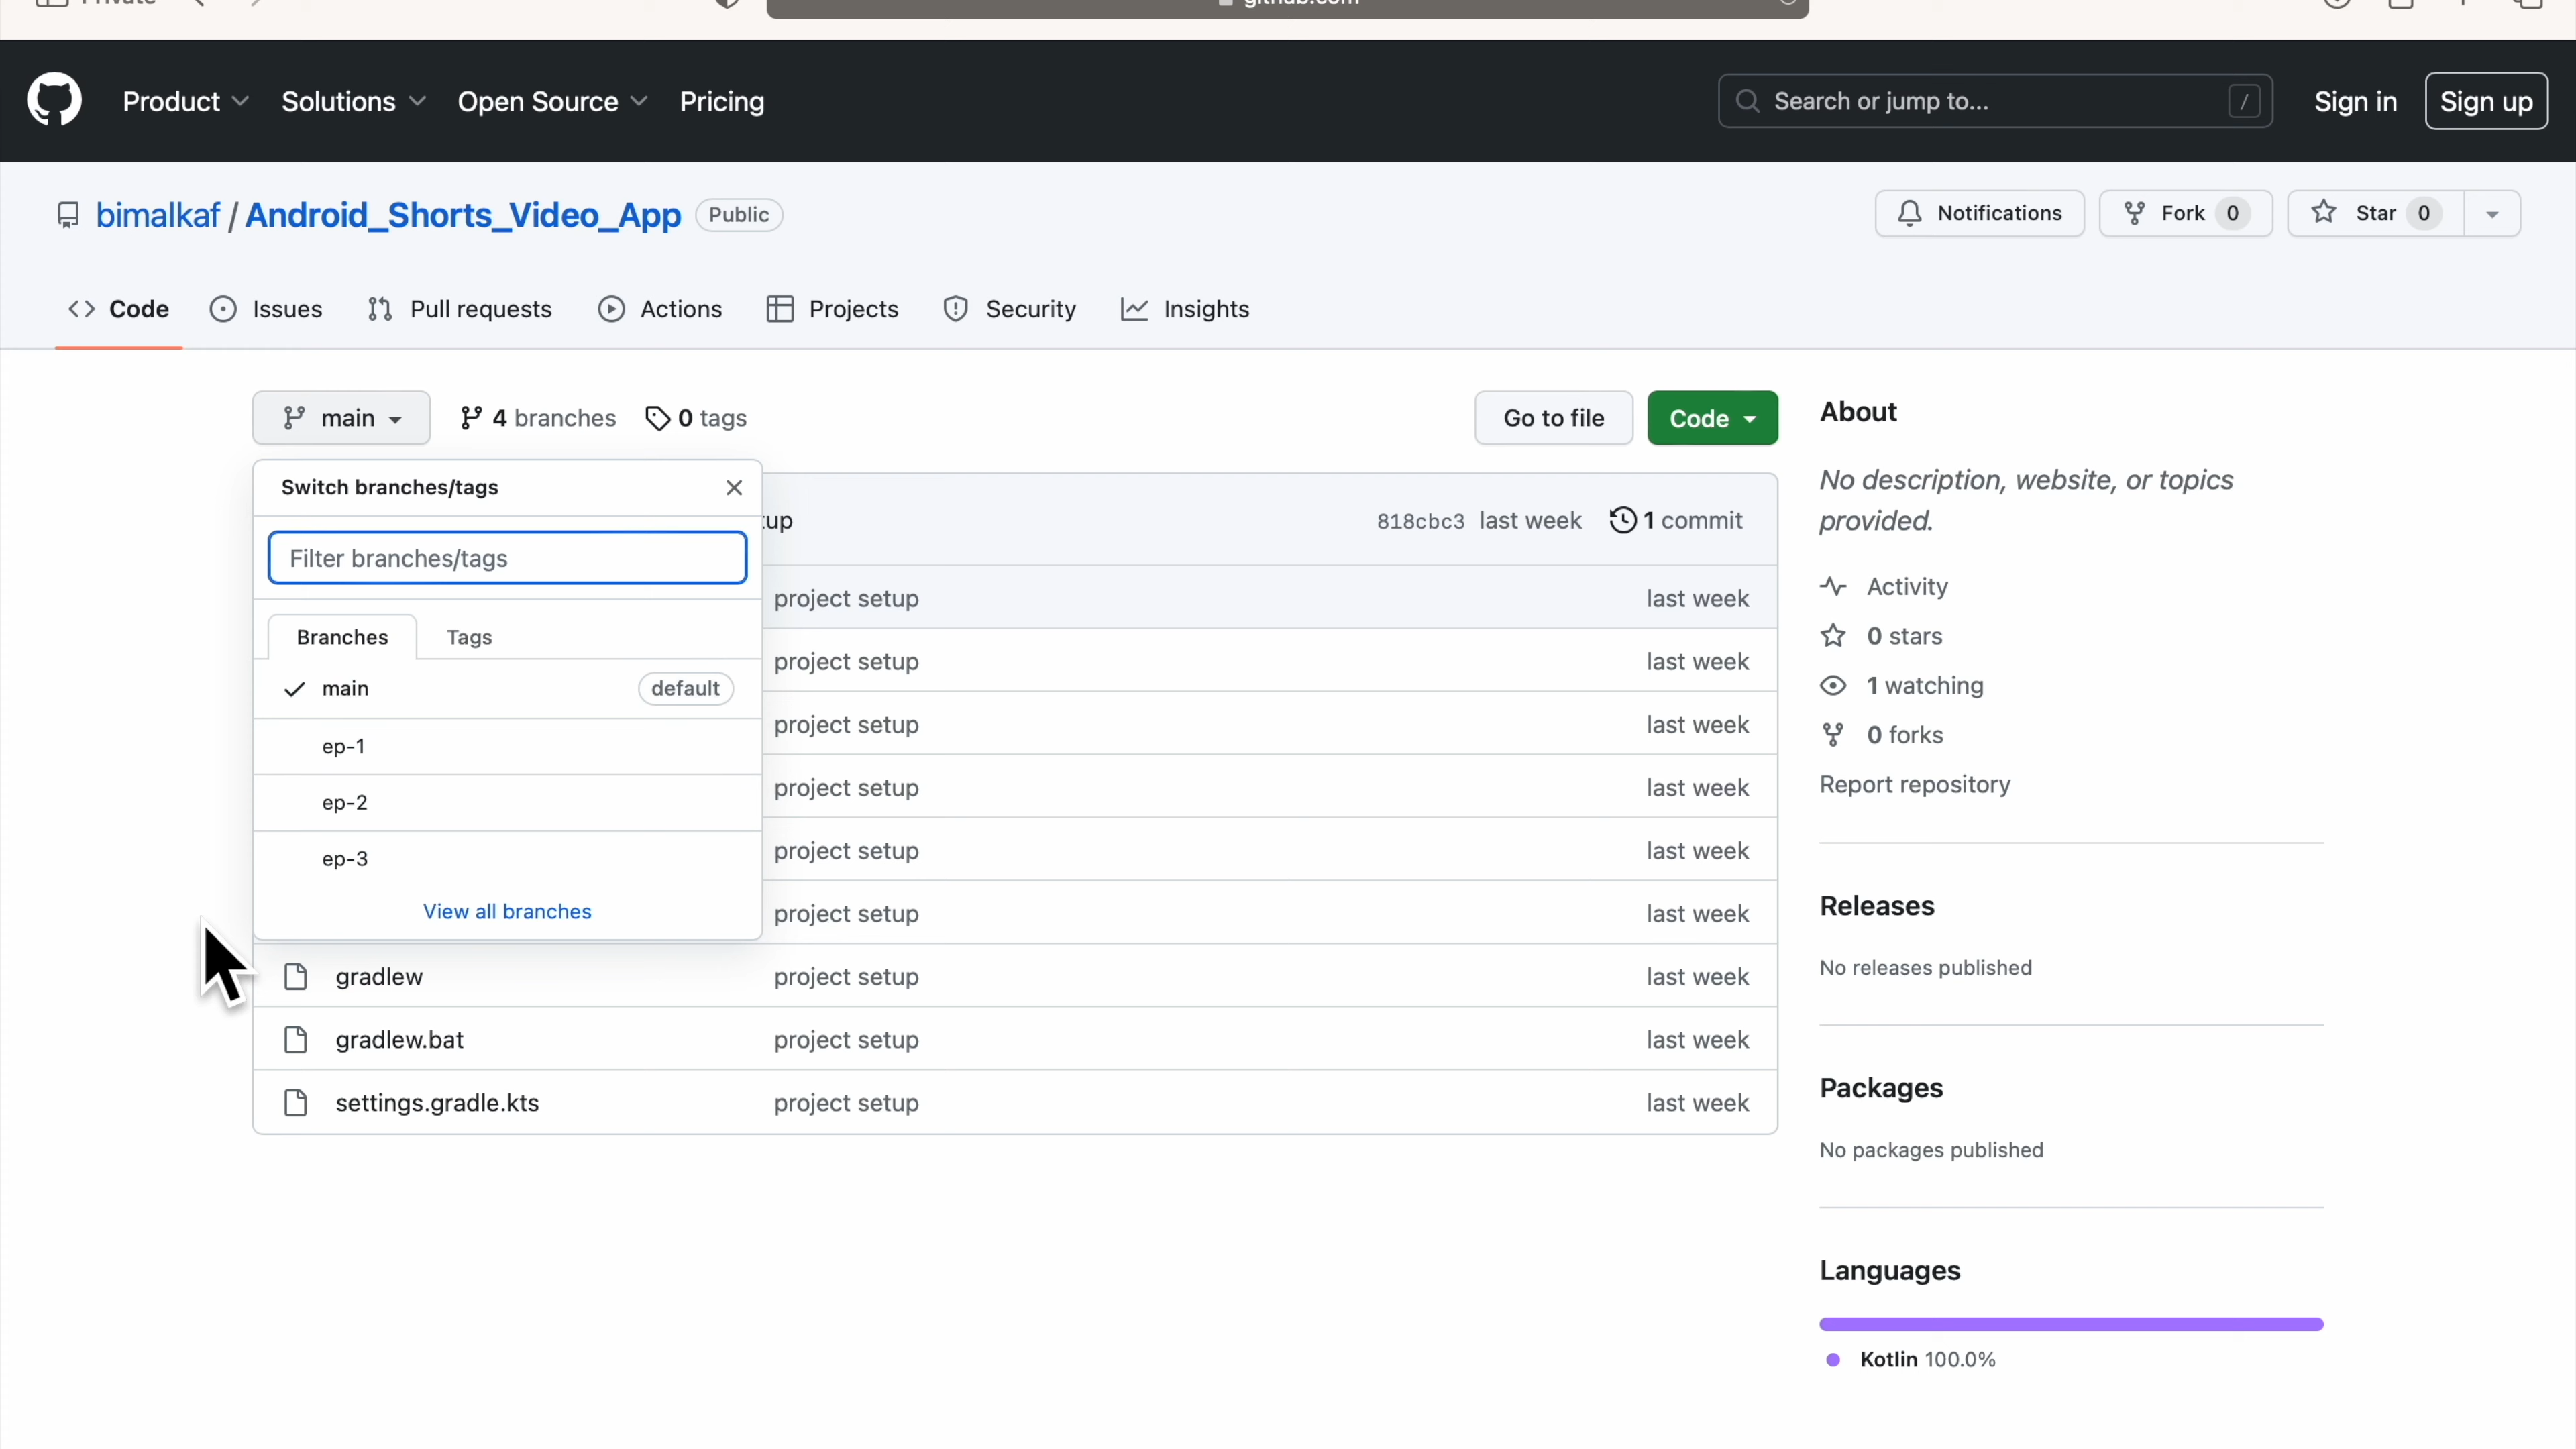 Private
github.com
Product
Solutions
Open Source
Pricing
Search or jump to...
/
Sign in
Sign up
bimalkaf / Android_Shorts_Video_App
Public
Notifications
Fork 0
Star 0
Code
Issues
Pull requests
Actions
Projects
Security
Insights
main
4 branches
0 tags
Go to file
Code
Switch branches/tags
Filter branches/tags
Branches
Tags
main
default
ep-1
ep-2
ep-3
View all branches
818cbc3 last week
1 commit
project setup last week
project setup last week
project setup last week
project setup last week
project setup last week
project setup last week
gradlew project setup last week
gradlew.bat project setup last week
settings.gradle.kts project setup last week
About
No description, website, or topics
provided.
Activity
0 stars
1 watching
0 forks
Report repository
Releases
No releases published
Packages
No packages published
Languages
Kotlin 100.0%